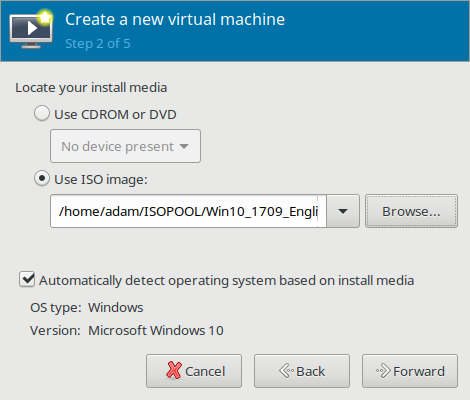 Create a new virtual machine
Step 2 of 5
Locate your install media
Use CDROM or DVD
No device present
Use ISO image:
/home/adam/ISOPOOL/Win10_1709_Engli
Browse...
Automatically detect operating system based on install media
OS type: Windows
Version: Microsoft Windows 10
Cancel
Back
Forward